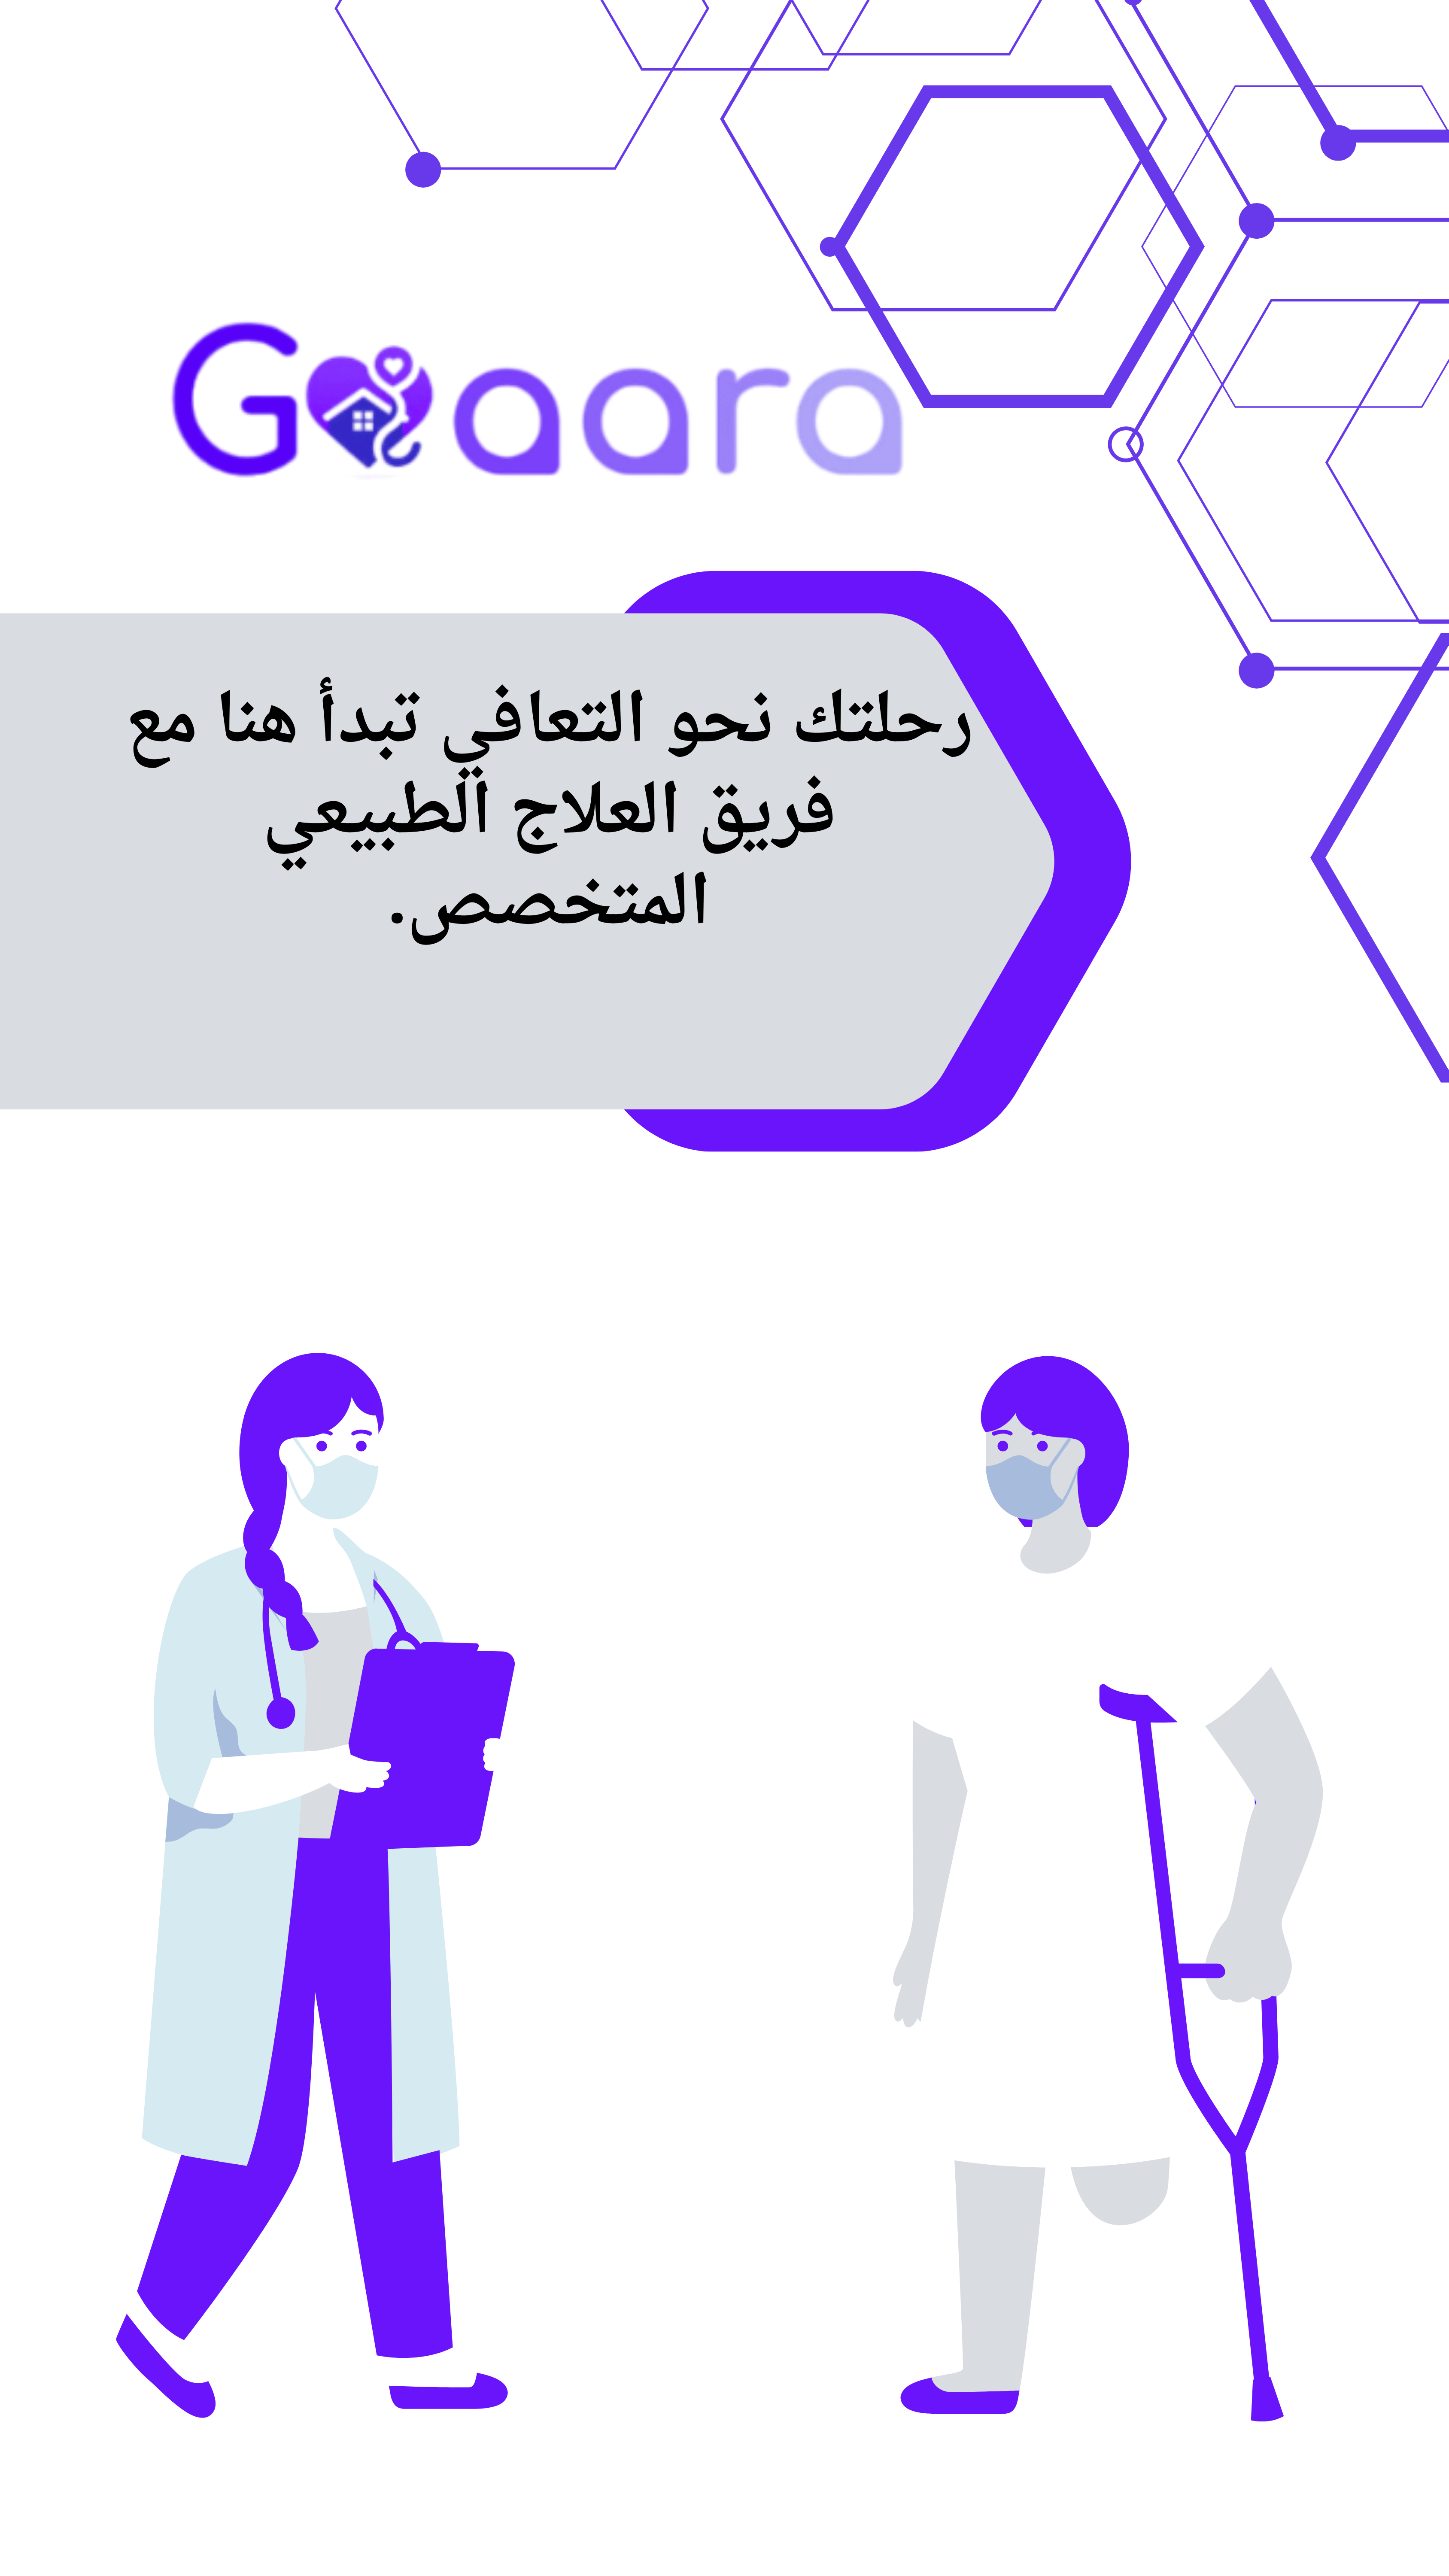 Gaara
رحلتك نحو التعافي تبدأ هنا مع
فريق العلاج الطبيعي
المتخصص.